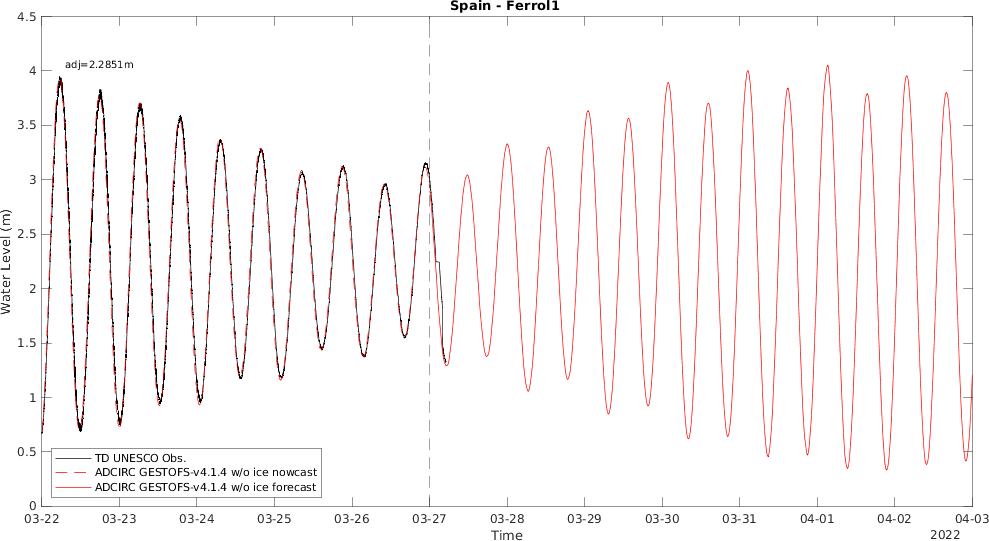 Spain - Ferrol1
4.5
4
3.5
3
2.5
2
1.5
1
0.5
0
Water Level (m)
adj=2.2851m
TD UNESCO Obs.
ADCIRC GESTOFS-v4.1.4 w/o ice nowcast
ADCIRC GESTOFS-v4.1.4 w/o ice forecast
03-22 03-23 03-24 03-25 03-26 03-27 03-28 03-29 03-30 03-31 04-01 04-02 04-03
Time
2022